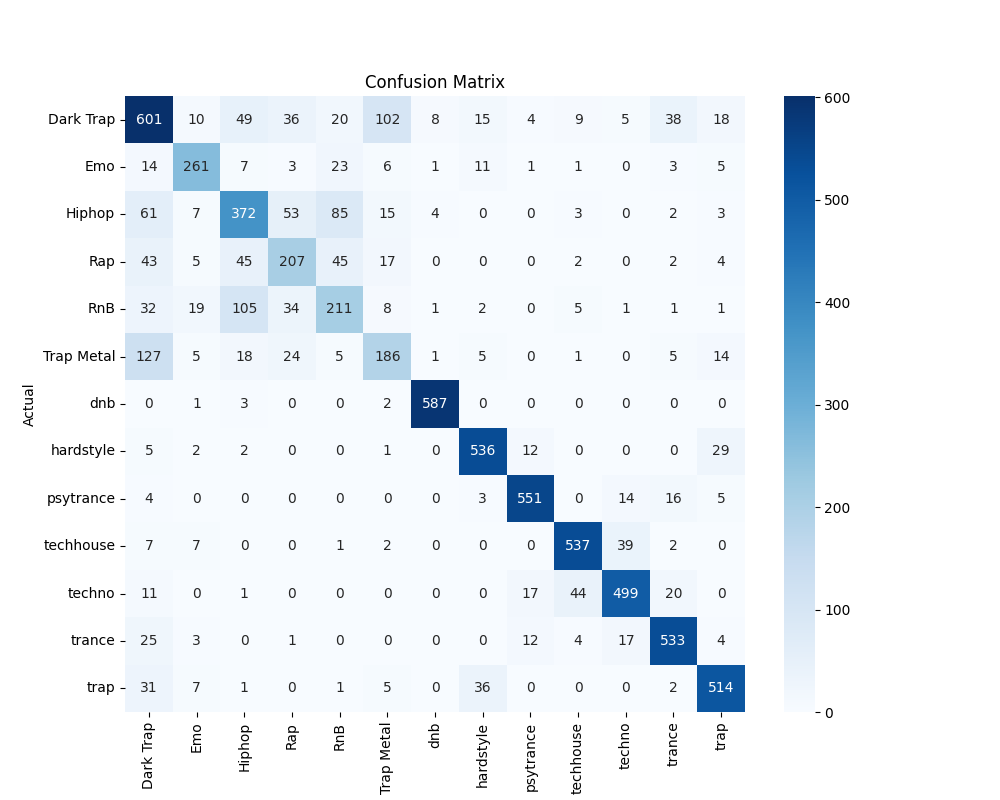 Confusion Matrix
Dark Trap 601 10 49 36 20 102 8 15 4 9 5 38 18
Emo 14 261 7 3 23 6 1 11 1 1 0 3 5
Hiphop 61 7 372 53 85 15 4 0 0 3 0 2 3
Rap 43 5 45 207 45 17 0 0 0 2 0 2 4
RnB 32 19 105 34 211 8 1 2 0 5 1 1 1
Trap Metal 127 5 18 24 5 186 1 5 0 1 0 5 14
dnb 0 1 3 0 0 2 587 0 0 0 0 0 0
hardstyle 5 2 2 0 0 1 0 536 12 0 0 0 29
psytrance 4 0 0 0 0 0 0 3 551 0 14 16 5
techhouse 7 7 0 0 1 2 0 0 0 537 39 2 0
techno 11 0 1 0 0 0 0 0 17 44 499 20 0
trance 25 3 0 1 0 0 0 0 12 4 17 533 4
trap 31 7 1 0 1 5 0 36 0 0 0 2 514
Actual
Dark Trap Emo Hiphop Rap RnB Trap Metal dnb hardstyle psytrance techhouse techno trance trap
600
500
400
300
200
100
0